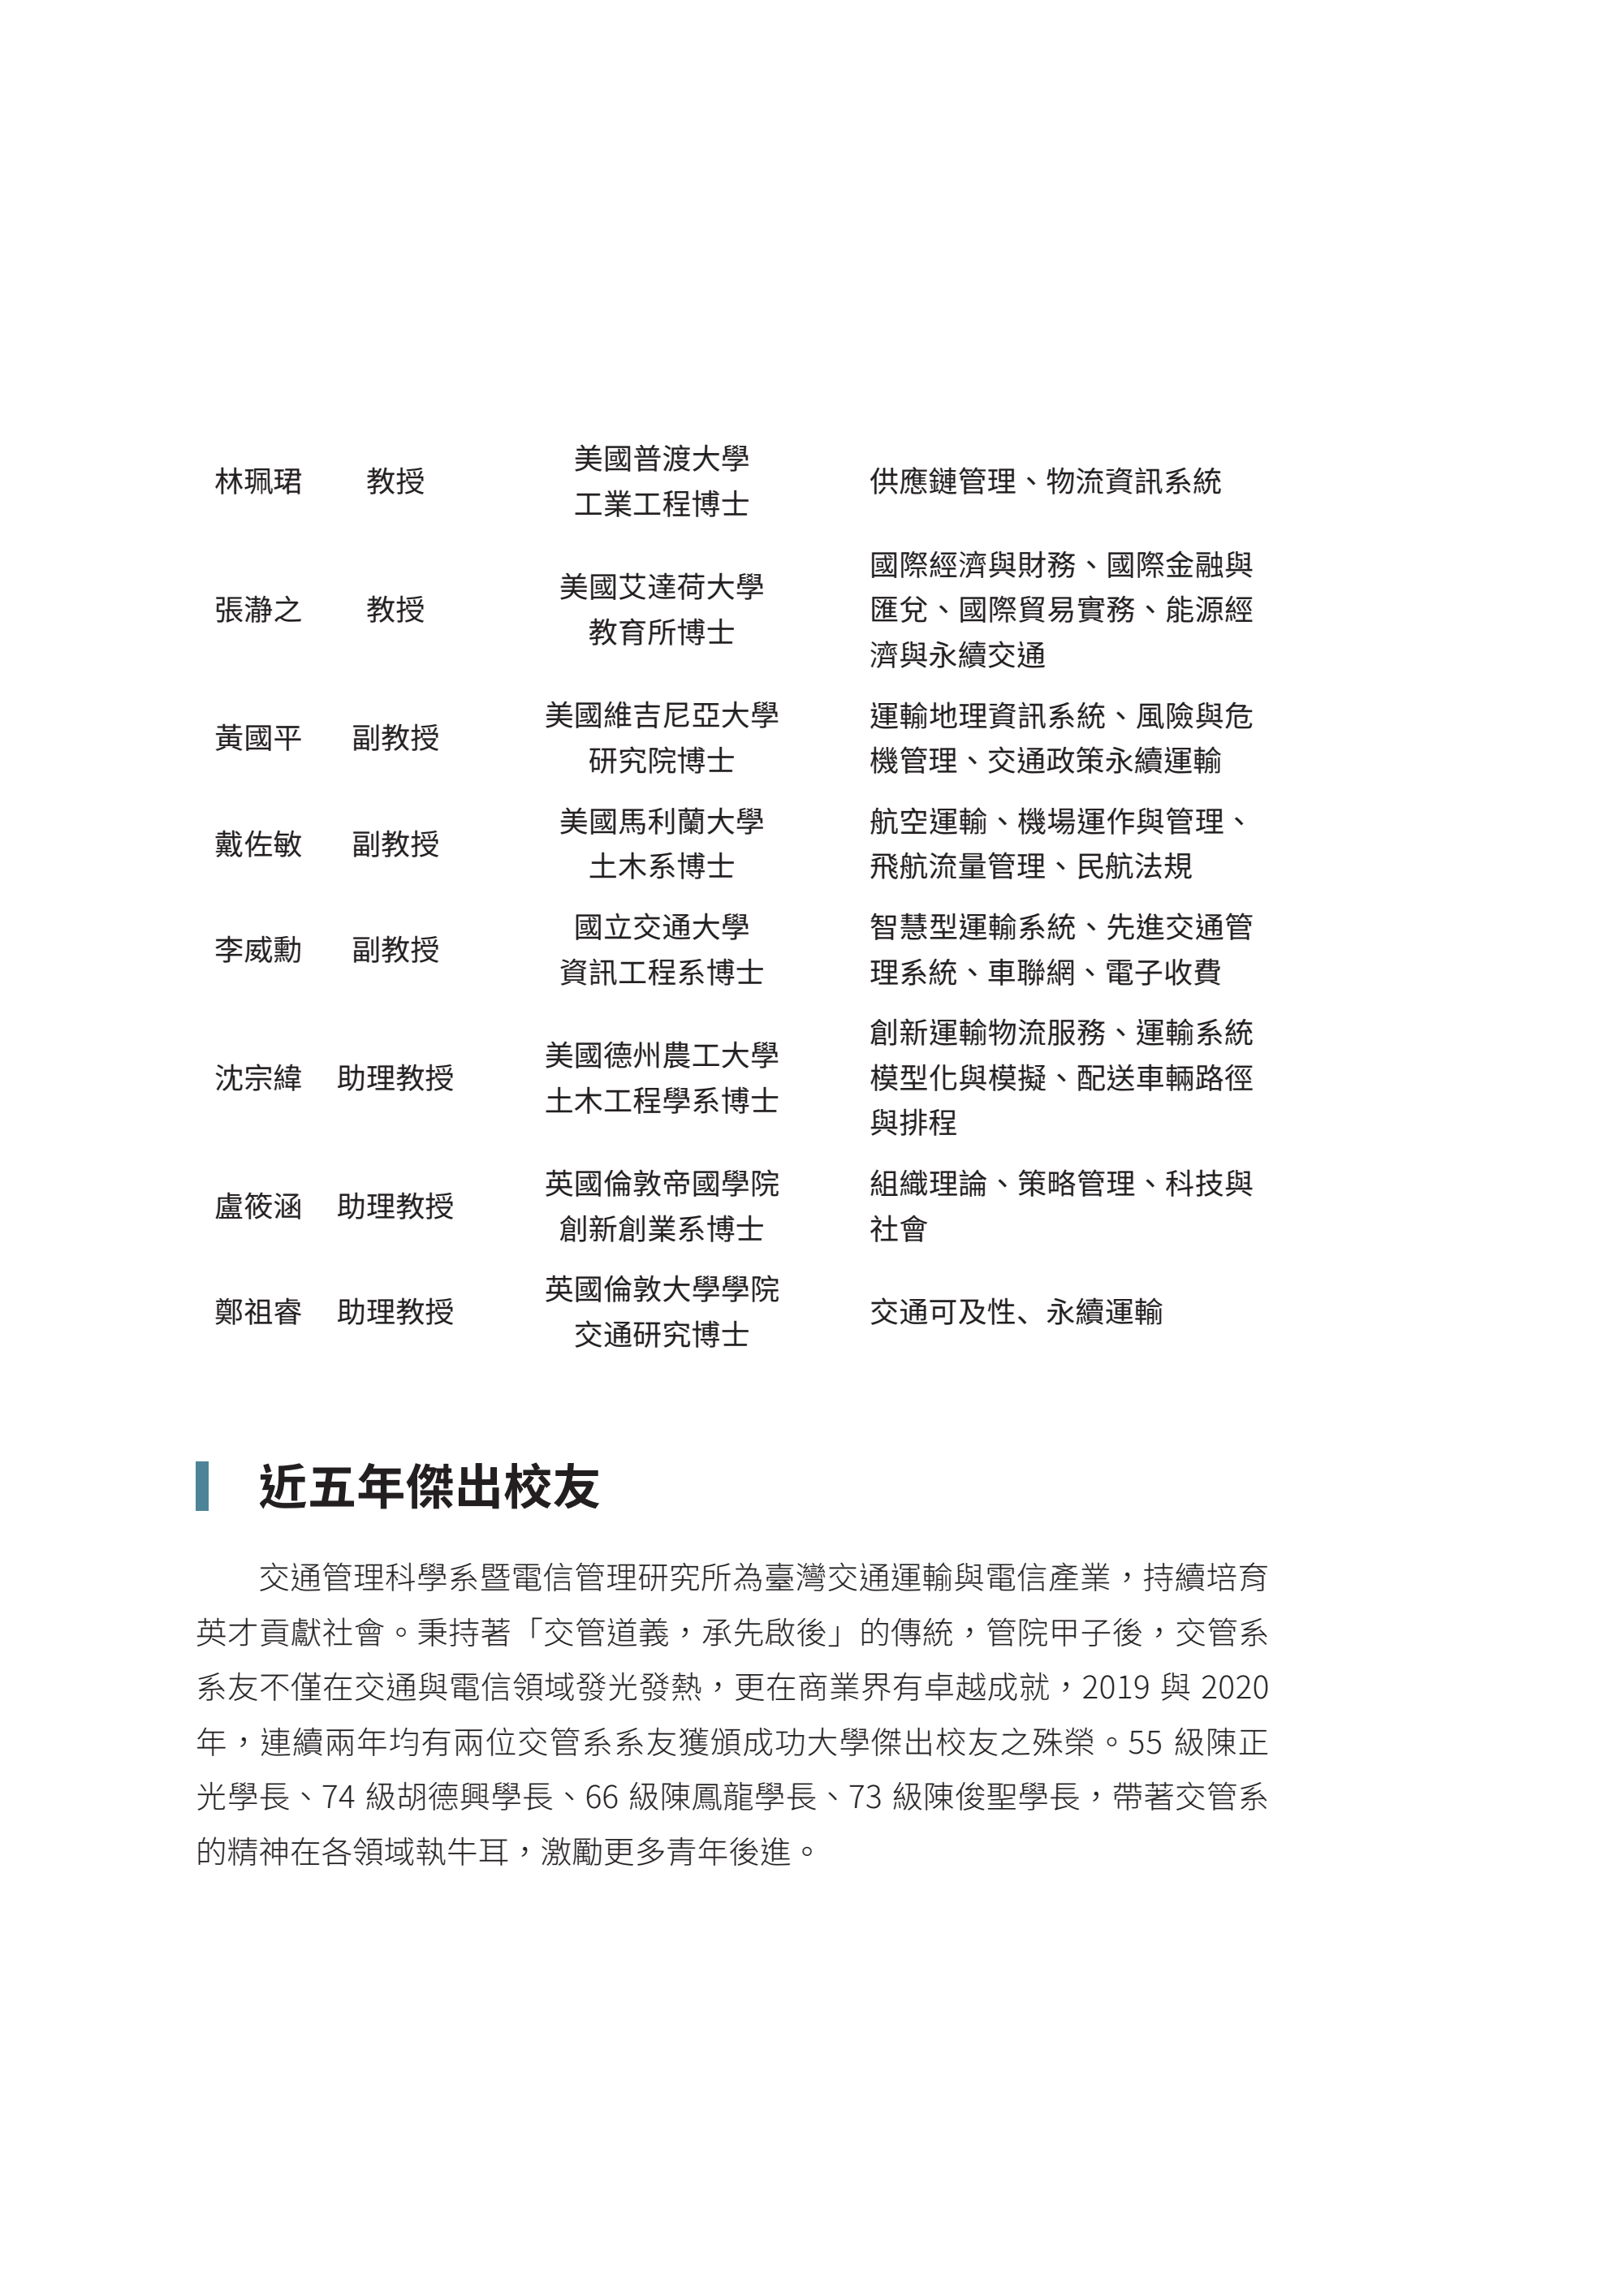 林珮珺 教授 美國普渡大學 供應鏈管理、物流資訊系統
工業工程博士
張瀞之 教授 美國艾達荷大學 國際經濟與財務、國際金融與
教育所博士 匯兌、國際貿易實務、能源經
濟與永續交通
黃國平 副教授 美國維吉尼亞大學 運輸地理資訊系統、風險與危
研究院博士 機管理、交通政策永續運輸
戴佐敏 副教授 美國馬利蘭大學 航空運輸、機場運作與管理、
土木系博士 飛航流量管理、民航法規
李威勳 副教授 國立交通大學 智慧型運輸系統、先進交通管
資訊工程系博士 理系統、車聯網、電子收費
沈宗緯 助理教授 美國德州農工大學 創新運輸物流服務、運輸系統
土木工程學系博士 模型化與模擬、配送車輛路徑
與排程
盧筱涵 助理教授 英國倫敦帝國學院 組織理論、策略管理、科技與
創新創業系博士 社會
鄭祖睿 助理教授 英國倫敦大學學院 交通可及性、永續運輸
交通研究博士
近五年傑出校友
交通管理科學系暨電信管理研究所為臺灣交通運輸與電信產業，持續培育
英才貢獻社會。秉持著「交管道義，承先啟後」的傳統，管院甲子後，交管系
系友不僅在交通與電信領域發光發熱，更在商業界有卓越成就，2019 與 2020
年，連續兩年均有兩位交管系系友獲頒成功大學傑出校友之殊榮。55 級陳正
光學長、74 級胡德興學長、66 級陳鳳龍學長、73 級陳俊聖學長，帶著交管系
的精神在各領域執牛耳，激勵更多青年後進。